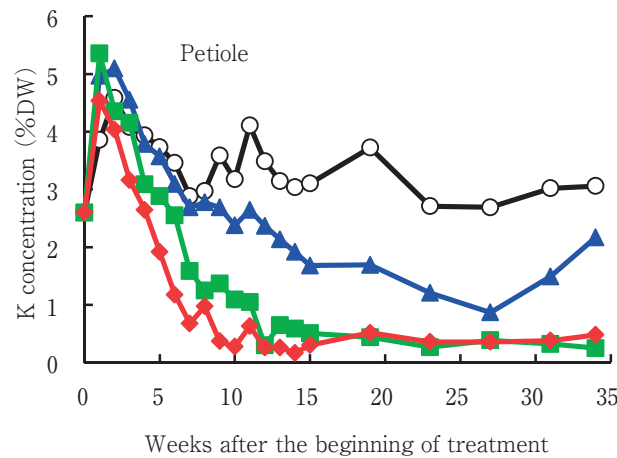 6
Petiole
5
4
3
2
1
0
K concentration (%DW)
0 5 10 15 20 25 30 35
Weeks after the beginning of treatment